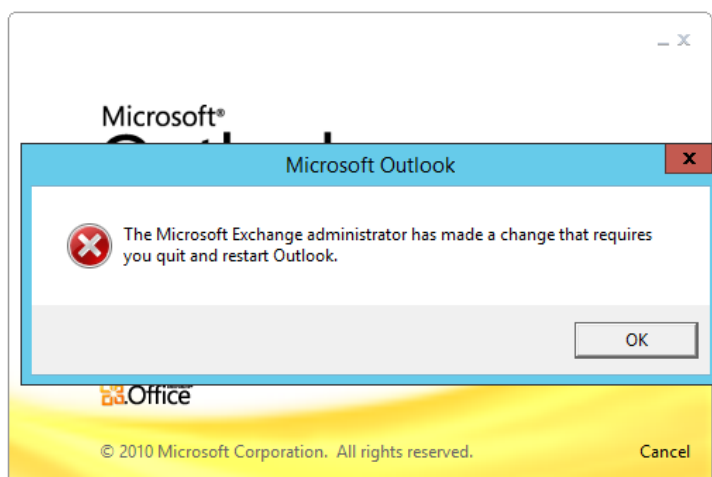 Microsoft®
Microsoft Outlook
x
The Microsoft Exchange administrator has made a change that requires
you quit and restart Outlook.
OK
Office
© 2010 Microsoft Corporation. All rights reserved.
Cancel